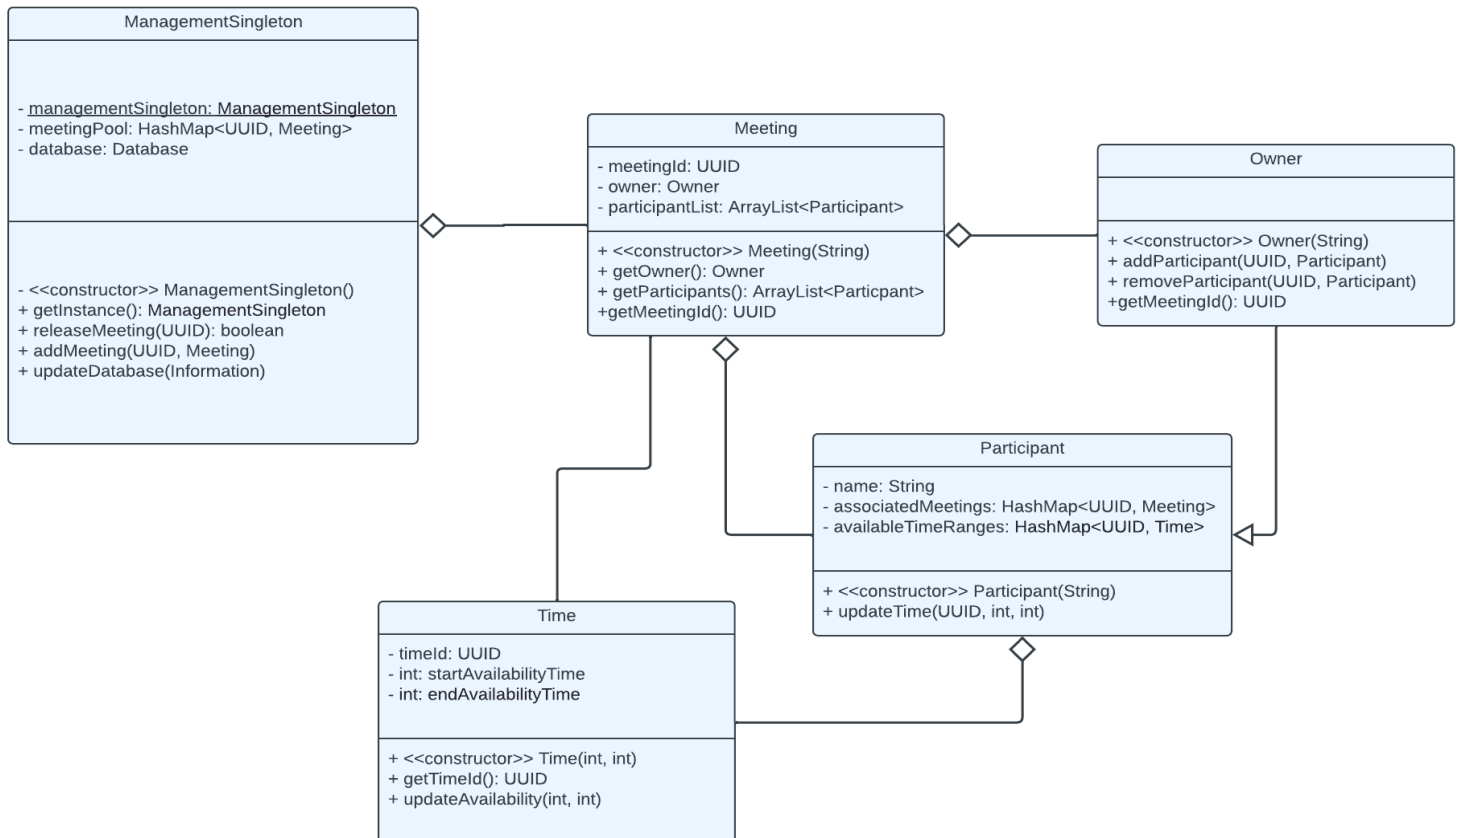 ManagementSingleton
- managementSingleton: ManagementSingleton
- meetingPool: HashMap<UUID, Meeting>
- database: Database
- <<constructor>> ManagementSingleton()
+ getInstance(): ManagementSingleton
+ releaseMeeting(UUID): boolean
+ addMeeting(UUID, Meeting)
+ updateDatabase(Information)
Meeting
- meetingId: UUID
- owner: Owner
- participantList: ArrayList<Participant>
+ <<constructor>> Meeting(String)
+ getOwner(): Owner
+ getParticipants(): ArrayList<Particpant>
+getMeetingId(): UUID
Owner
+ <<constructor>> Owner(String)
+ addParticipant(UUID, Participant)
+ removeParticipant(UUID, Participant)
+getMeetingId(): UUID
Participant
- name: String
- associatedMeetings: HashMap<UUID, Meeting>
- availableTimeRanges: HashMap<UUID, Time>
+ <<constructor>> Participant(String)
+ updateTime(UUID, int, int)
Time
- timeId: UUID
- int: startAvailabilityTime
- int: endAvailabilityTime
+ <<constructor>> Time(int, int)
+ getTimeId(): UUID
+ updateAvailability(int, int)